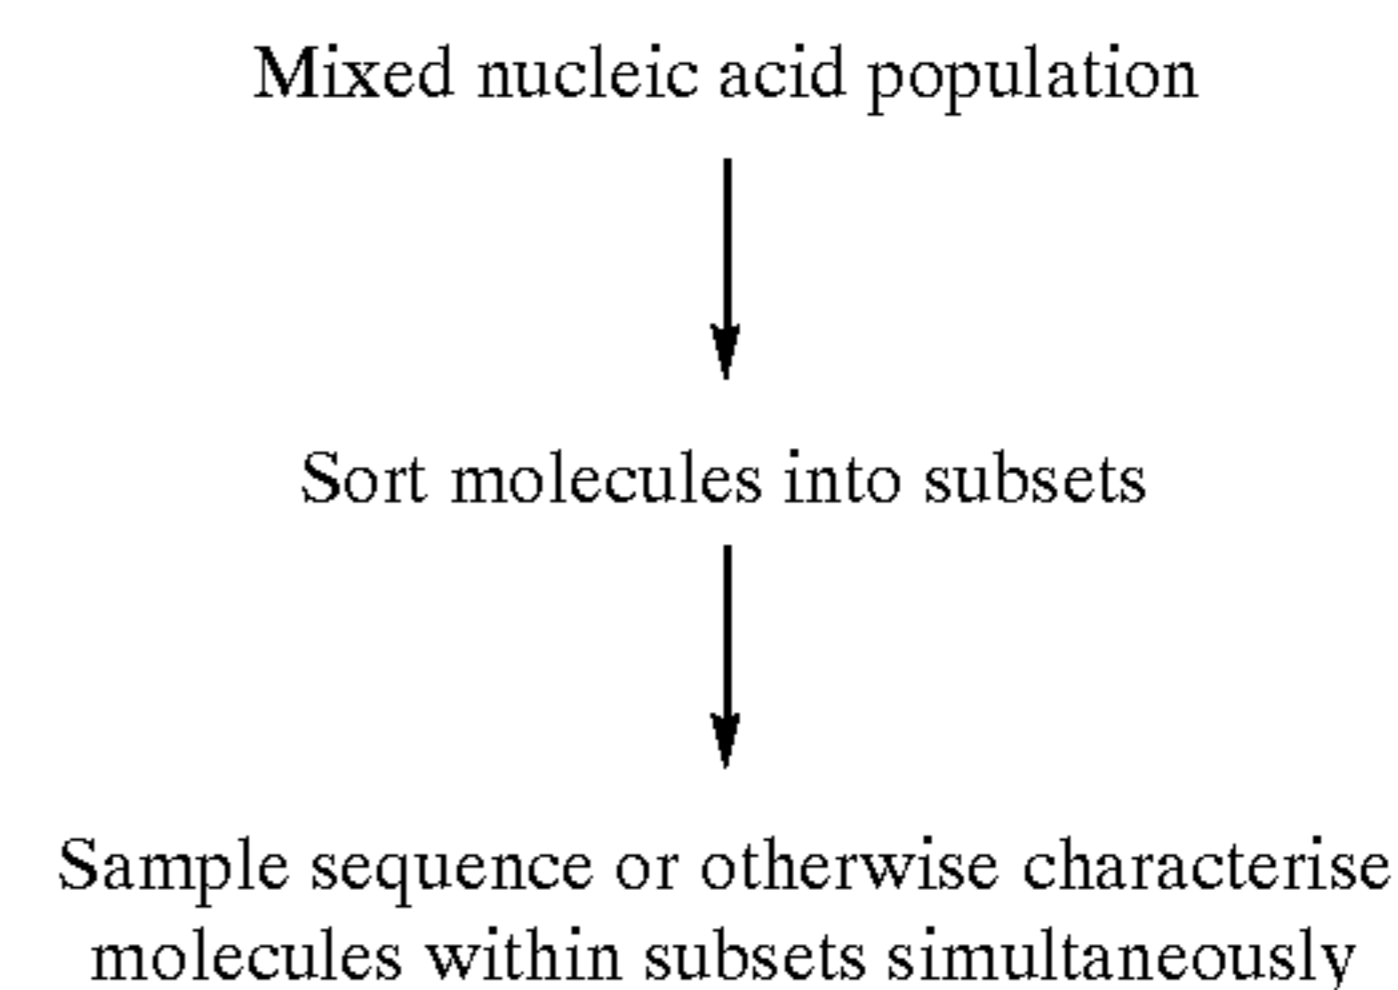 Mixed nucleic acid population
Sort molecules into subsets
Sample sequence or otherwise characterise
molecules within subsets simultaneously